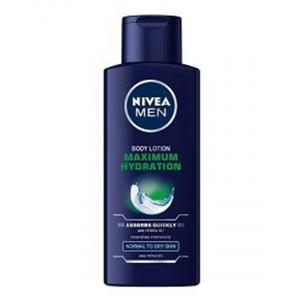 NIVEA
MEN
BODY LOTION
MAXIMUM
HYDRATION
ABSORBS QUICKLY
NORMAL TO DRY SKIN